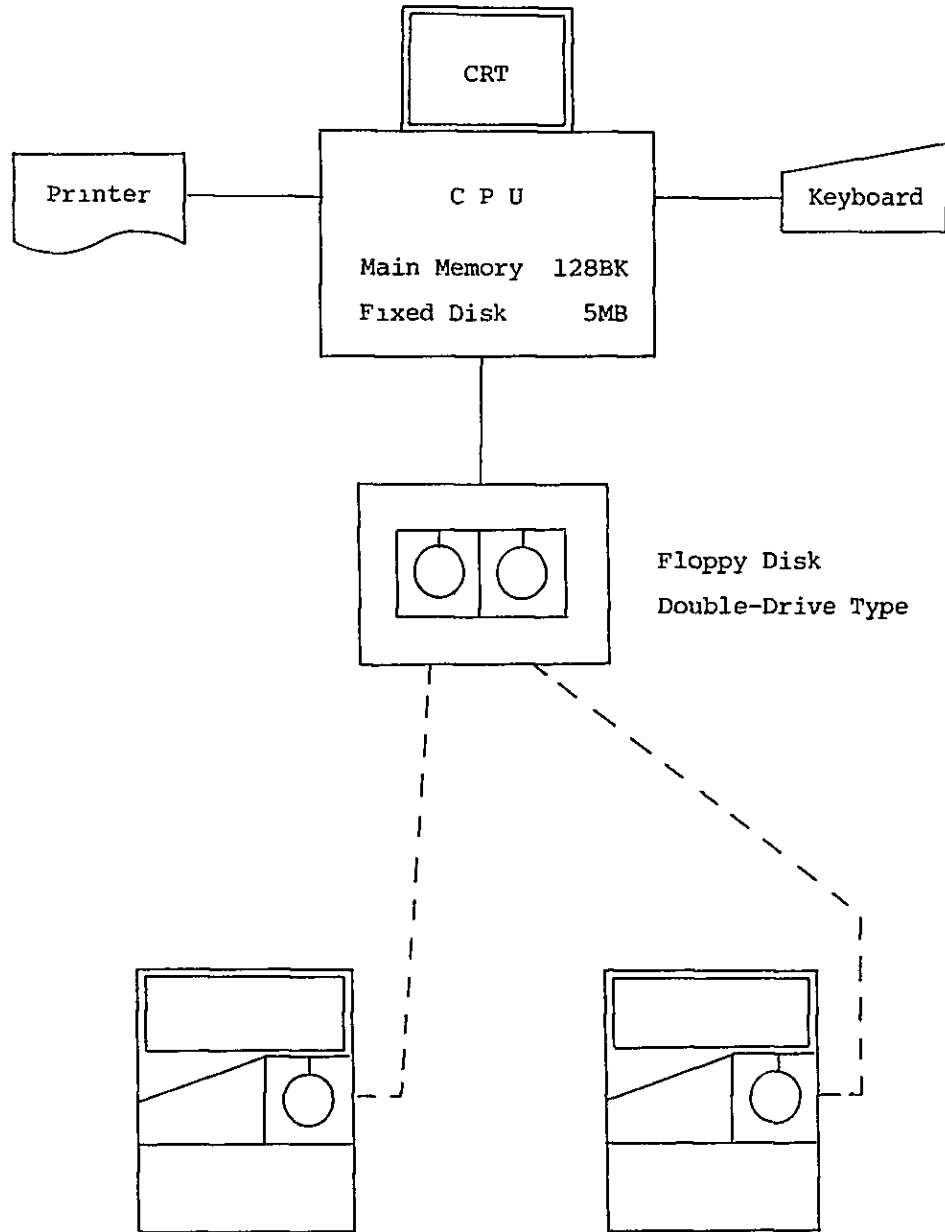 CRT
Printer
C P U
Keyboard
Main Memory 128BK
Fixed Disk 5MB
Floppy Disk
Double-Drive Type